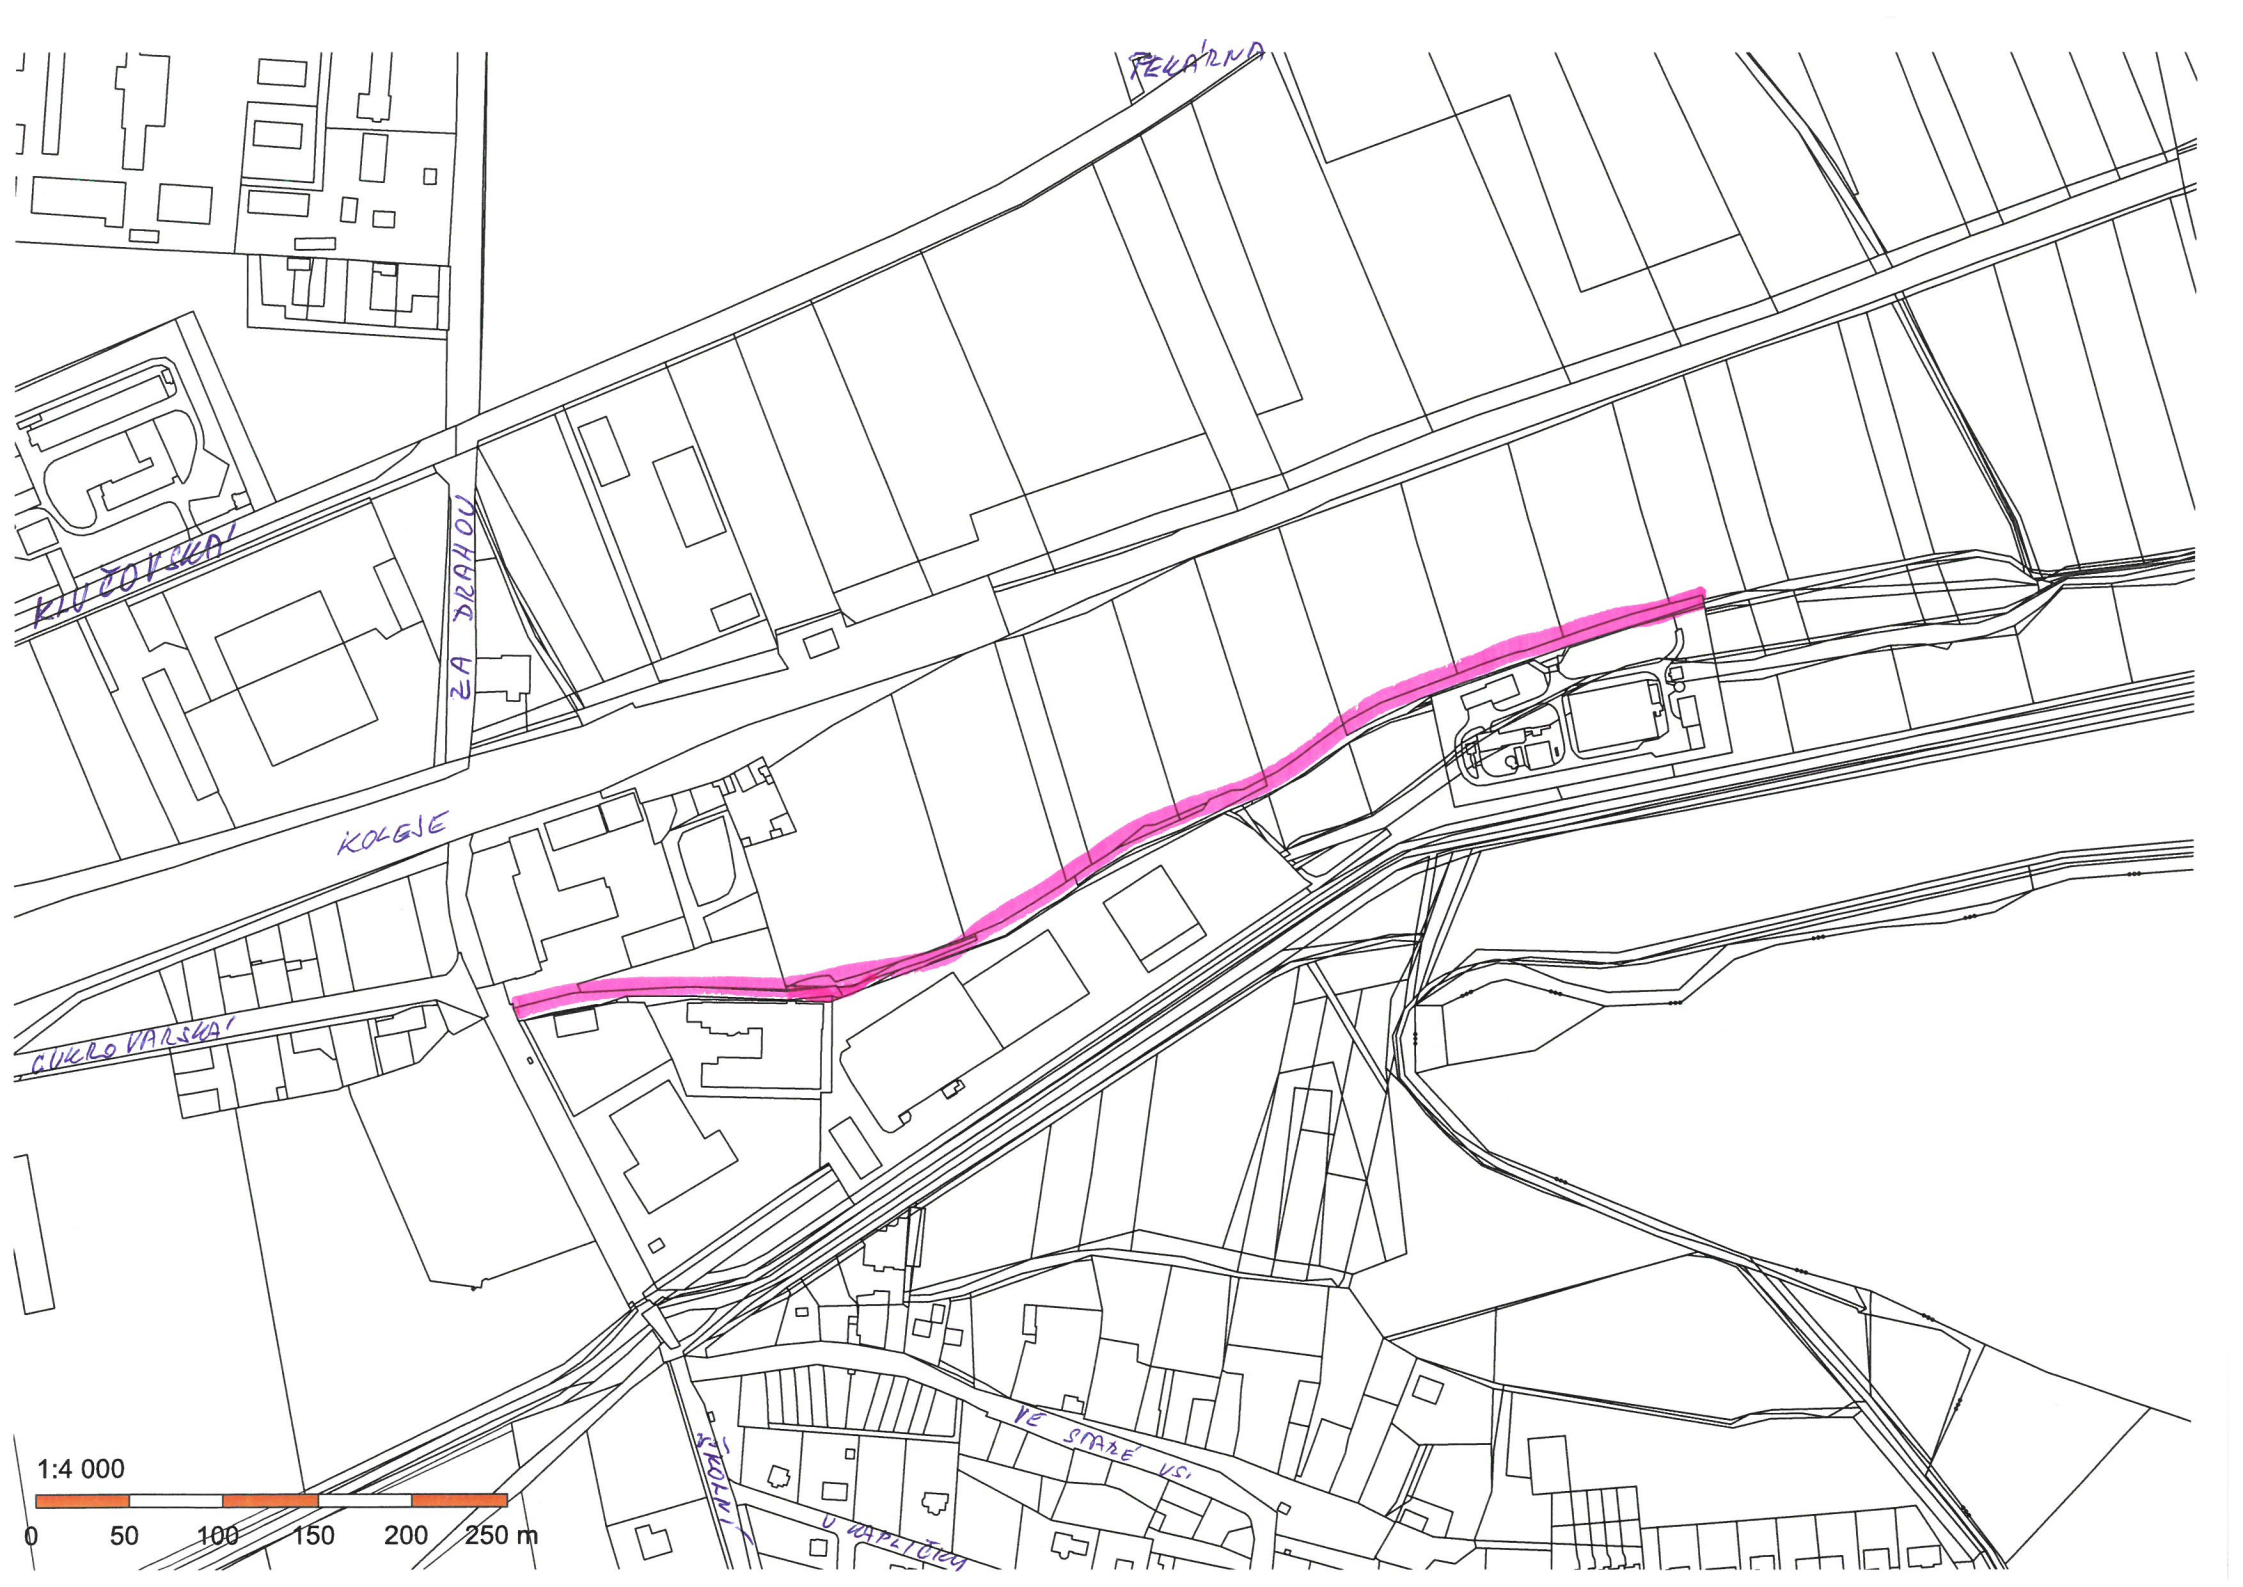 PEKÁRNA
KLUČOVSKÁ
ZA DRAHOU
KOLEJE
CUKROVARSKÁ
VE STARÉ VSI
ŠKOLNÍ
U KAPLIČKY
1:4 000
0 50 100 150 200 250 m